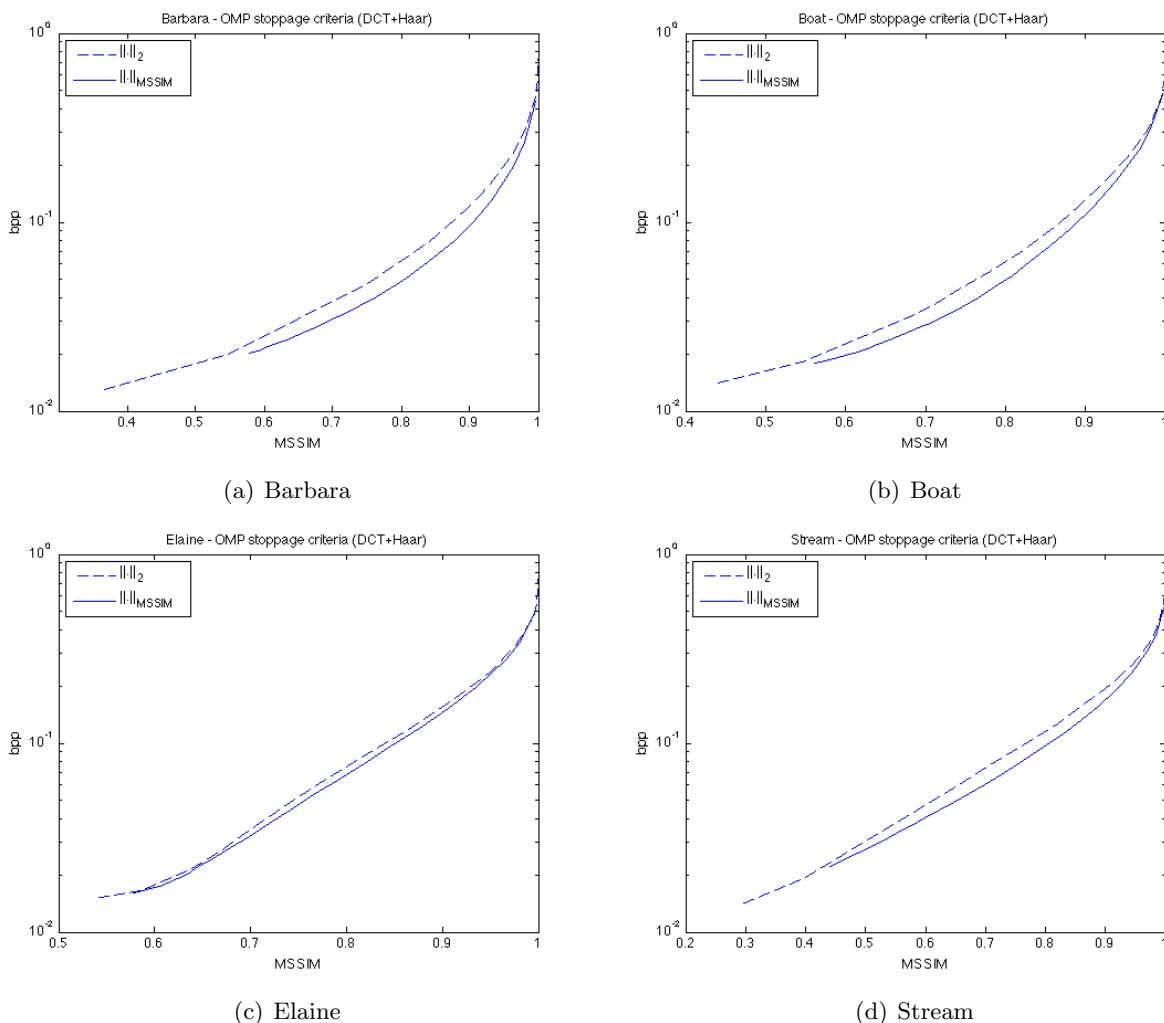 Barbara - OMP stoppage criteria (DCT+Haar)
||·||2
||·||MSSIM
10^0
10^-1
10^-2
bpp
0.4 0.5 0.6 0.7 0.8 0.9 1
MSSIM
(a) Barbara
Boat - OMP stoppage criteria (DCT+Haar)
||·||2
||·||MSSIM
10^0
10^-1
10^-2
bpp
0.4 0.5 0.6 0.7 0.8 0.9 1
MSSIM
(b) Boat
Elaine - OMP stoppage criteria (DCT+Haar)
||·||2
||·||MSSIM
10^0
10^-1
10^-2
bpp
0.5 0.6 0.7 0.8 0.9 1
MSSIM
(c) Elaine
Stream - OMP stoppage criteria (DCT+Haar)
||·||2
||·||MSSIM
10^0
10^-1
10^-2
bpp
0.2 0.3 0.4 0.5 0.6 0.7 0.8 0.9 1
MSSIM
(d) Stream